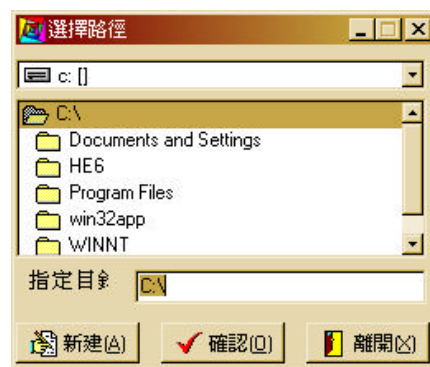 選擇路徑
c: []
C:\
Documents and Settings
HE6
Program Files
win32app
WINNT
指定目 C:\
新建(A) 確認(O) 離開(X)